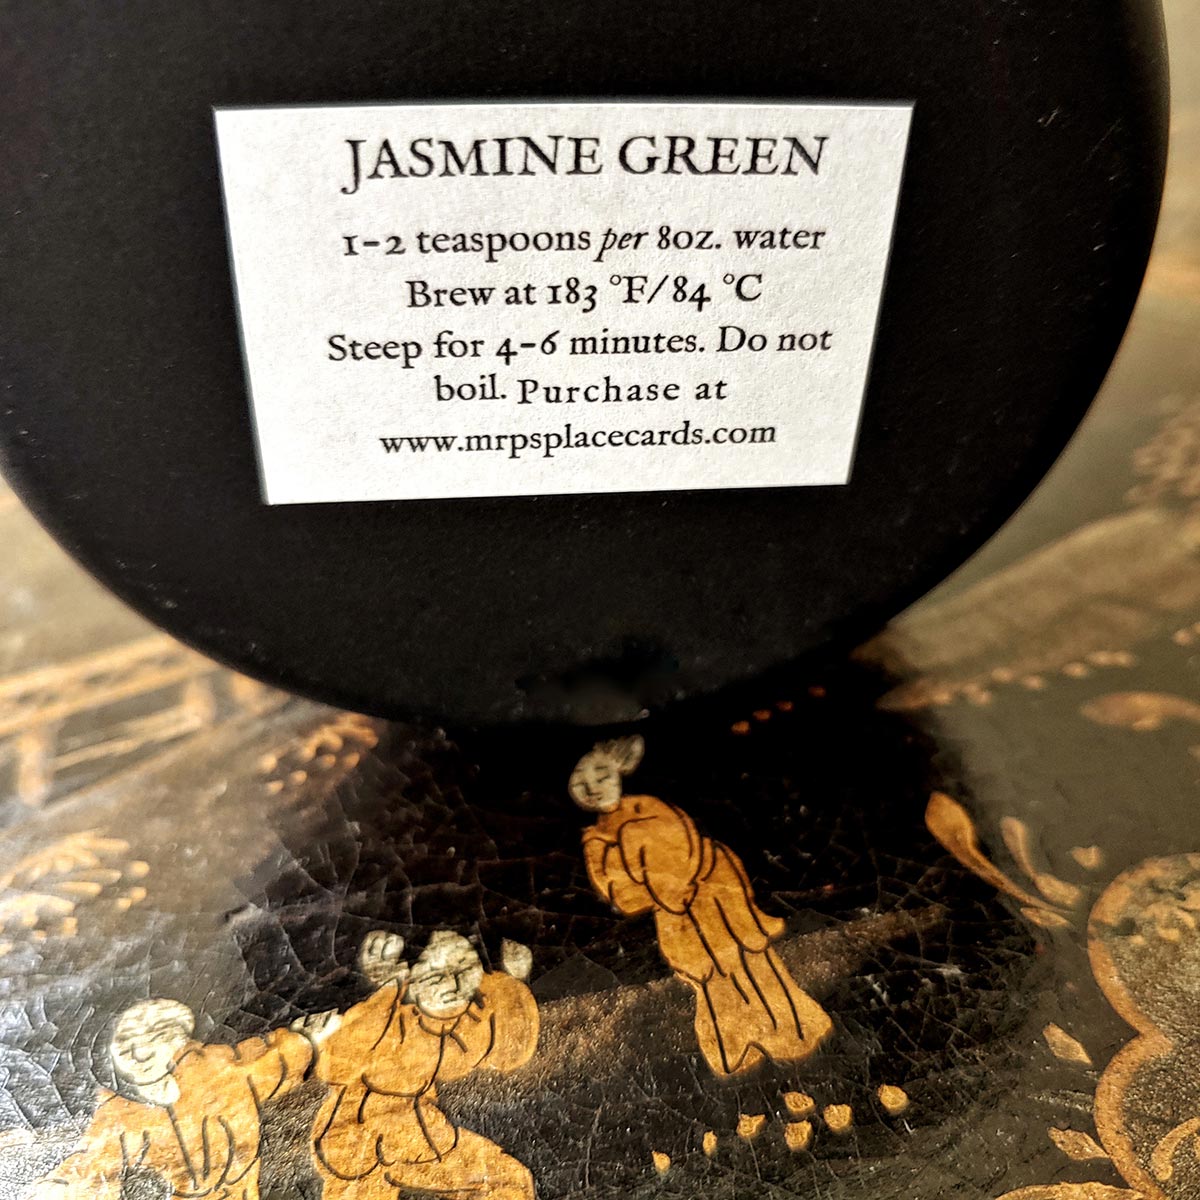 JASMINE GREEN
1-2 teaspoons per 8oz. water
Brew at 183 °F/84 °C
Steep for 4-6 minutes. Do not
boil. Purchase at
www.mrpsplacecards.com